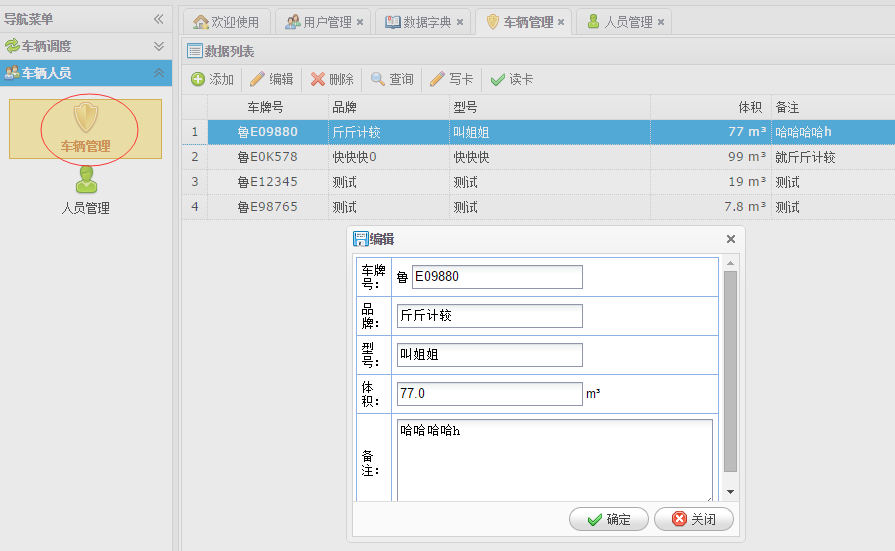 导航菜单
车辆调度
车辆人员
车辆管理
人员管理
欢迎使用 用户管理 数据字典 车辆管理 人员管理
数据列表
添加 编辑 删除 查询 写卡 读卡
车牌号 品牌 型号 体积 备注
1 鲁E09880 斤斤计较 叫姐姐 77 m³ 哈哈哈哈h
2 鲁E0K578 快快快0 快快快 99 m³ 就斤斤计较
3 鲁E12345 测试 测试 19 m³ 测试
4 鲁E98765 测试 测试 7.8 m³ 测试
编辑
车牌号: 鲁 E09880
品牌: 斤斤计较
型号: 叫姐姐
体积: 77.0 m³
备注: 哈哈哈哈h
确定 关闭